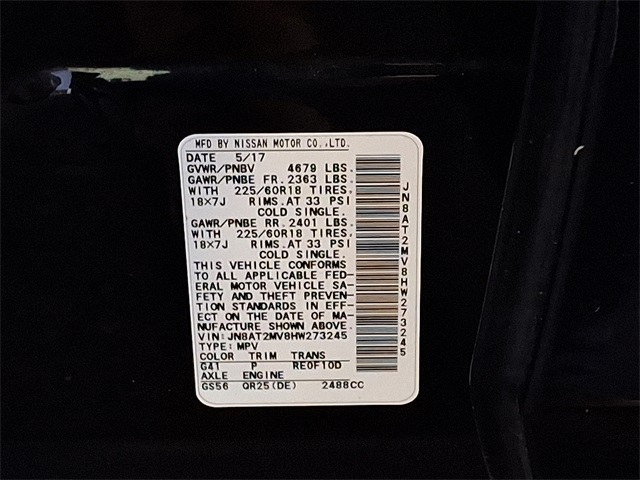 MFD BY NISSAN MOTOR CO.,LTD.
DATE 5/17
GVWR/PNBV 4679 LBS.
GAWR/PNBE FR. 2363 LBS.
WITH 225/60R18 TIRES.
18×7J RIMS.AT 33 PSI
COLD SINGLE.
GAWR/PNBE RR. 2401 LBS.
WITH 225/60R18 TIRES.
18×7J RIMS.AT 33 PSI
COLD SINGLE.
THIS VEHICLE CONFORMS
TO ALL APPLICABLE FED-
ERAL MOTOR VEHICLE SA-
FETY AND THEFT PREVEN-
TION STANDARDS IN EFF-
ECT ON THE DATE OF MA-
NUFACTURE SHOWN ABOVE.
VIN:JN8AT2MV8HW273245
TYPE:MPV
COLOR TRIM TRANS
G41 P RE0F10D
AXLE ENGINE
GS56 QR25(DE) 2488CC
JN8AT2MV8HW273245